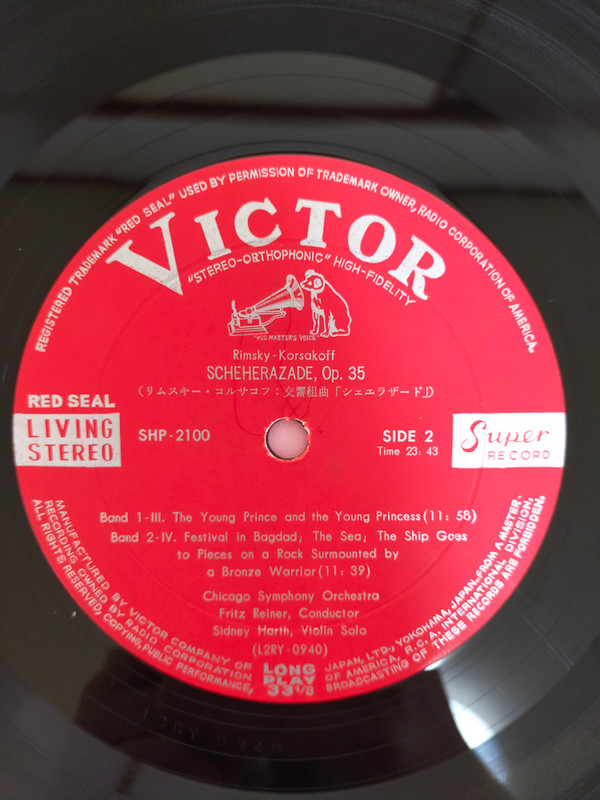 REGISTERED TRADEMARK "RED SEAL" USED BY PERMISSION OF TRADEMARK OWNER, RADIO CORPORATION OF AMERICA.
VICTOR
"STEREO-ORTHOPHONIC" HIGH-FIDELITY
"HIS MASTER'S VOICE"
Rimsky-Korsakoff
SCHEHERAZADE, Op. 35
(リムスキー・コルサコフ：交響組曲「シェエラザード」)
RED SEAL
LIVING
STEREO
SHP-2100
SIDE 2
Time 23: 43
Super
RECORD
Band 1-III. The Young Prince and the Young Princess(11: 58)
Band 2-IV. Festival in Bagdad; The Sea; The Ship Goes
to Pieces on a Rock Surmounted by
a Bronze Warrior(11: 39)
Chicago Symphony Orchestra
Fritz Reiner, Conductor
Sidney Harth, Violin Solo
(L2RY-0940)
LONG
PLAY
33 1/3
MANUFACTURED BY VICTOR COMPANY OF JAPAN, LTD., YOKOHAMA, JAPAN. FROM A MASTER-
RECORDING OWNED BY RADIO CORPORATION OF AMERICA, R.C.A. INTERNATIONAL DIVISION.
ALL RIGHTS RESERVED, COPYING, PUBLIC PERFORMANCE, BROADCASTING OF THESE RECORDS ARE FORBIDDEN.
L2RY 0940